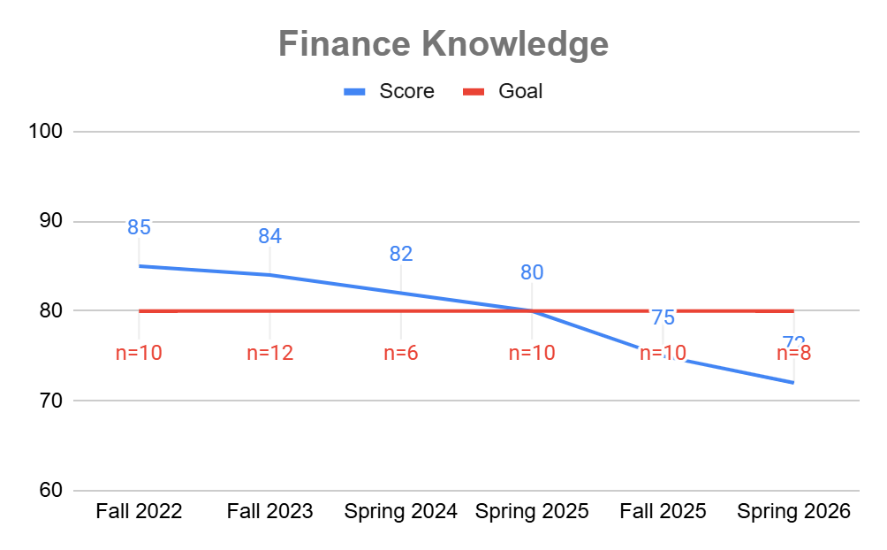 Finance Knowledge
Score Goal
100
90
80
70
60
85 84 82 80 75 72
n=10 n=12 n=6 n=10 n=10 n=8
Fall 2022 Fall 2023 Spring 2024 Spring 2025 Fall 2025 Spring 2026